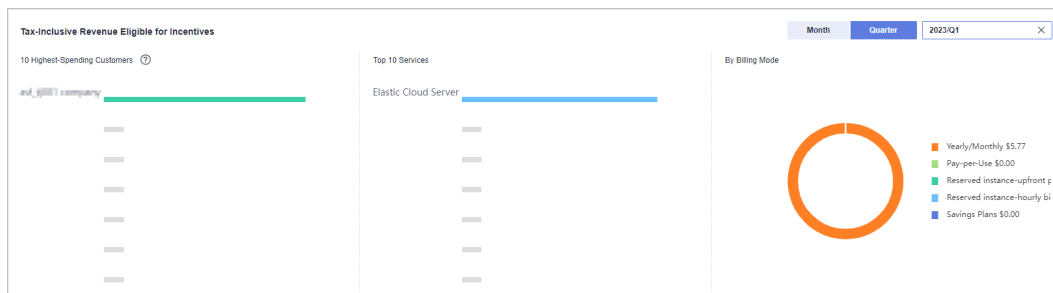 Tax-Inclusive Revenue Eligible for Incentives
Month
Quarter
2023/Q1
10 Highest-Spending Customers
Top 10 Services
By Billing Mode
company
Elastic Cloud Server
Yearly/Monthly $5.77
Pay-per-Use $0.00
Reserved instance-upfront p
Reserved instance-hourly bi
Savings Plans $0.00